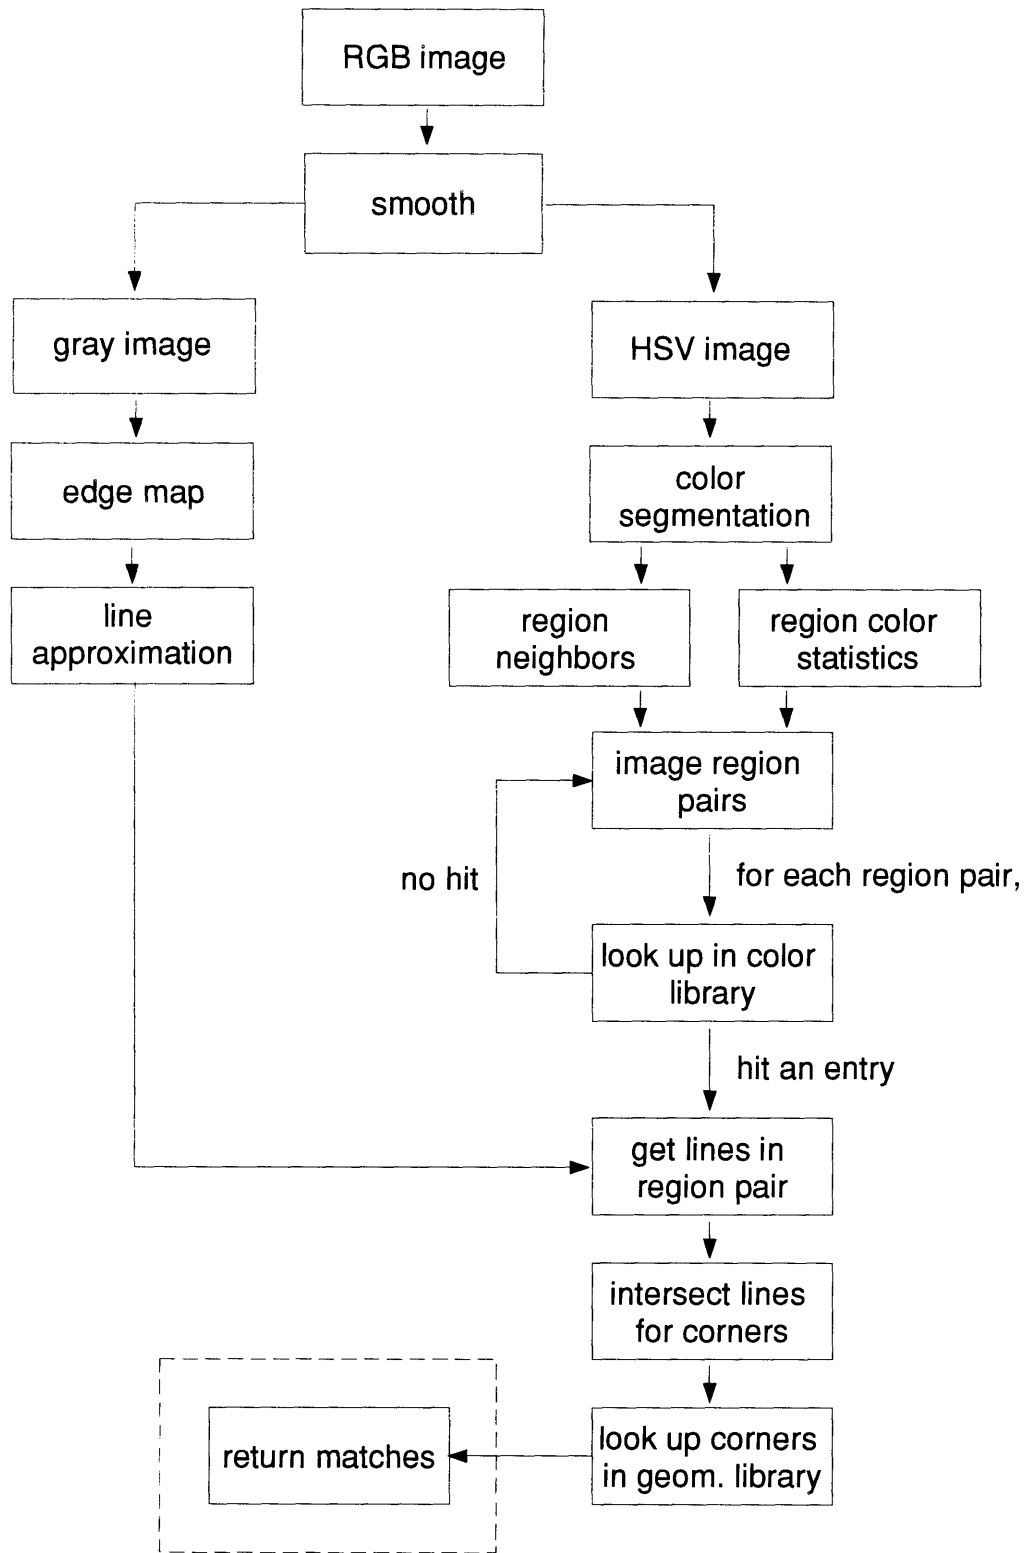 RGB image
smooth
gray image
HSV image
edge map
color
segmentation
line
approximation
region
neighbors
region color
statistics
image region
pairs
no hit
for each region pair,
look up in color
library
hit an entry
get lines in
region pair
intersect lines
for corners
return matches
look up corners
in geom. library